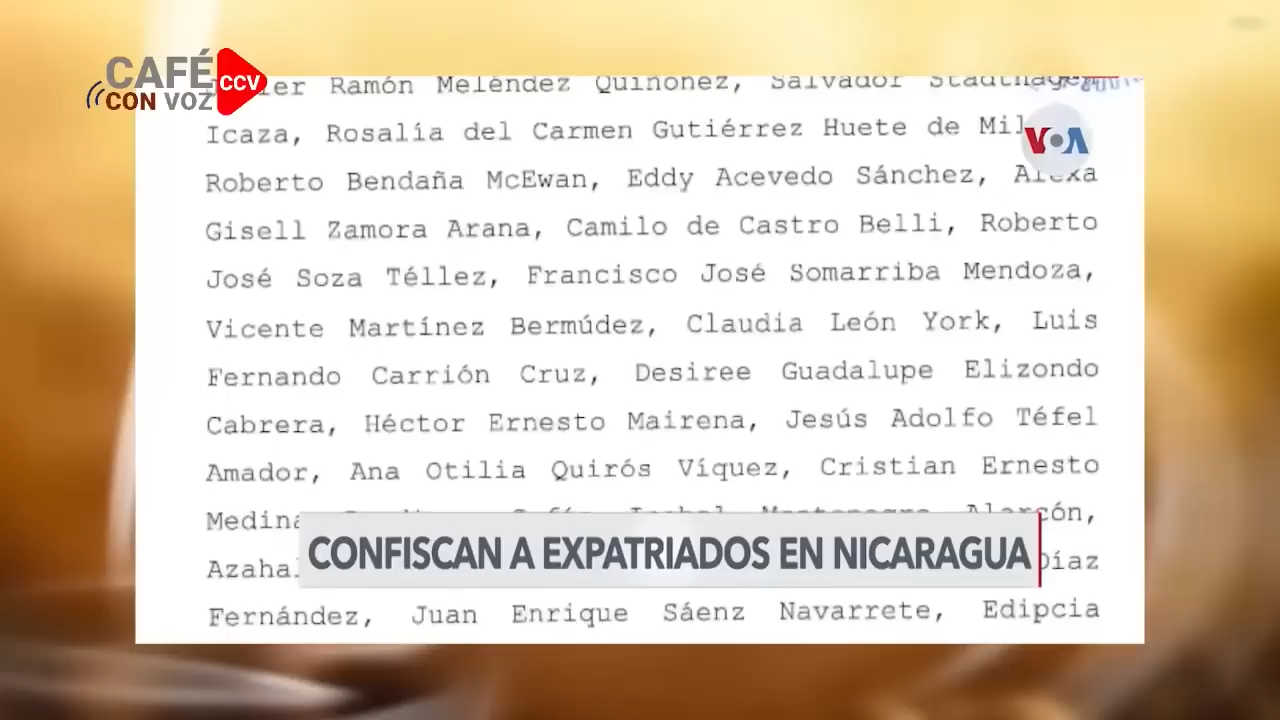 CAFÉ
CON VOZ
CCV
Ramón Meléndez Quiñonez, Salvador
VOA
Icaza, Rosalía del Carmen Gutiérrez Huete de
Roberto Bendaña McEwan, Eddy Acevedo Sánchez, Alexa
Gisell Zamora Arana, Camilo de Castro Belli, Roberto
José Soza Téllez, Francisco José Somarriba Mendoza,
Vicente Martínez Bermúdez, Claudia León York, Luis
Fernando Carrión Cruz, Desiree Guadalupe Elizondo
Cabrera, Héctor Ernesto Mairena, Jesús Adolfo Téfel
Amador, Ana Otilia Quirós Víquez, Cristian Ernesto
Medina Alarcón,
CONFISCAN A EXPATRIADOS EN NICARAGUA
Díaz
Fernández, Juan Enrique Sáenz Navarrete, Edipcia